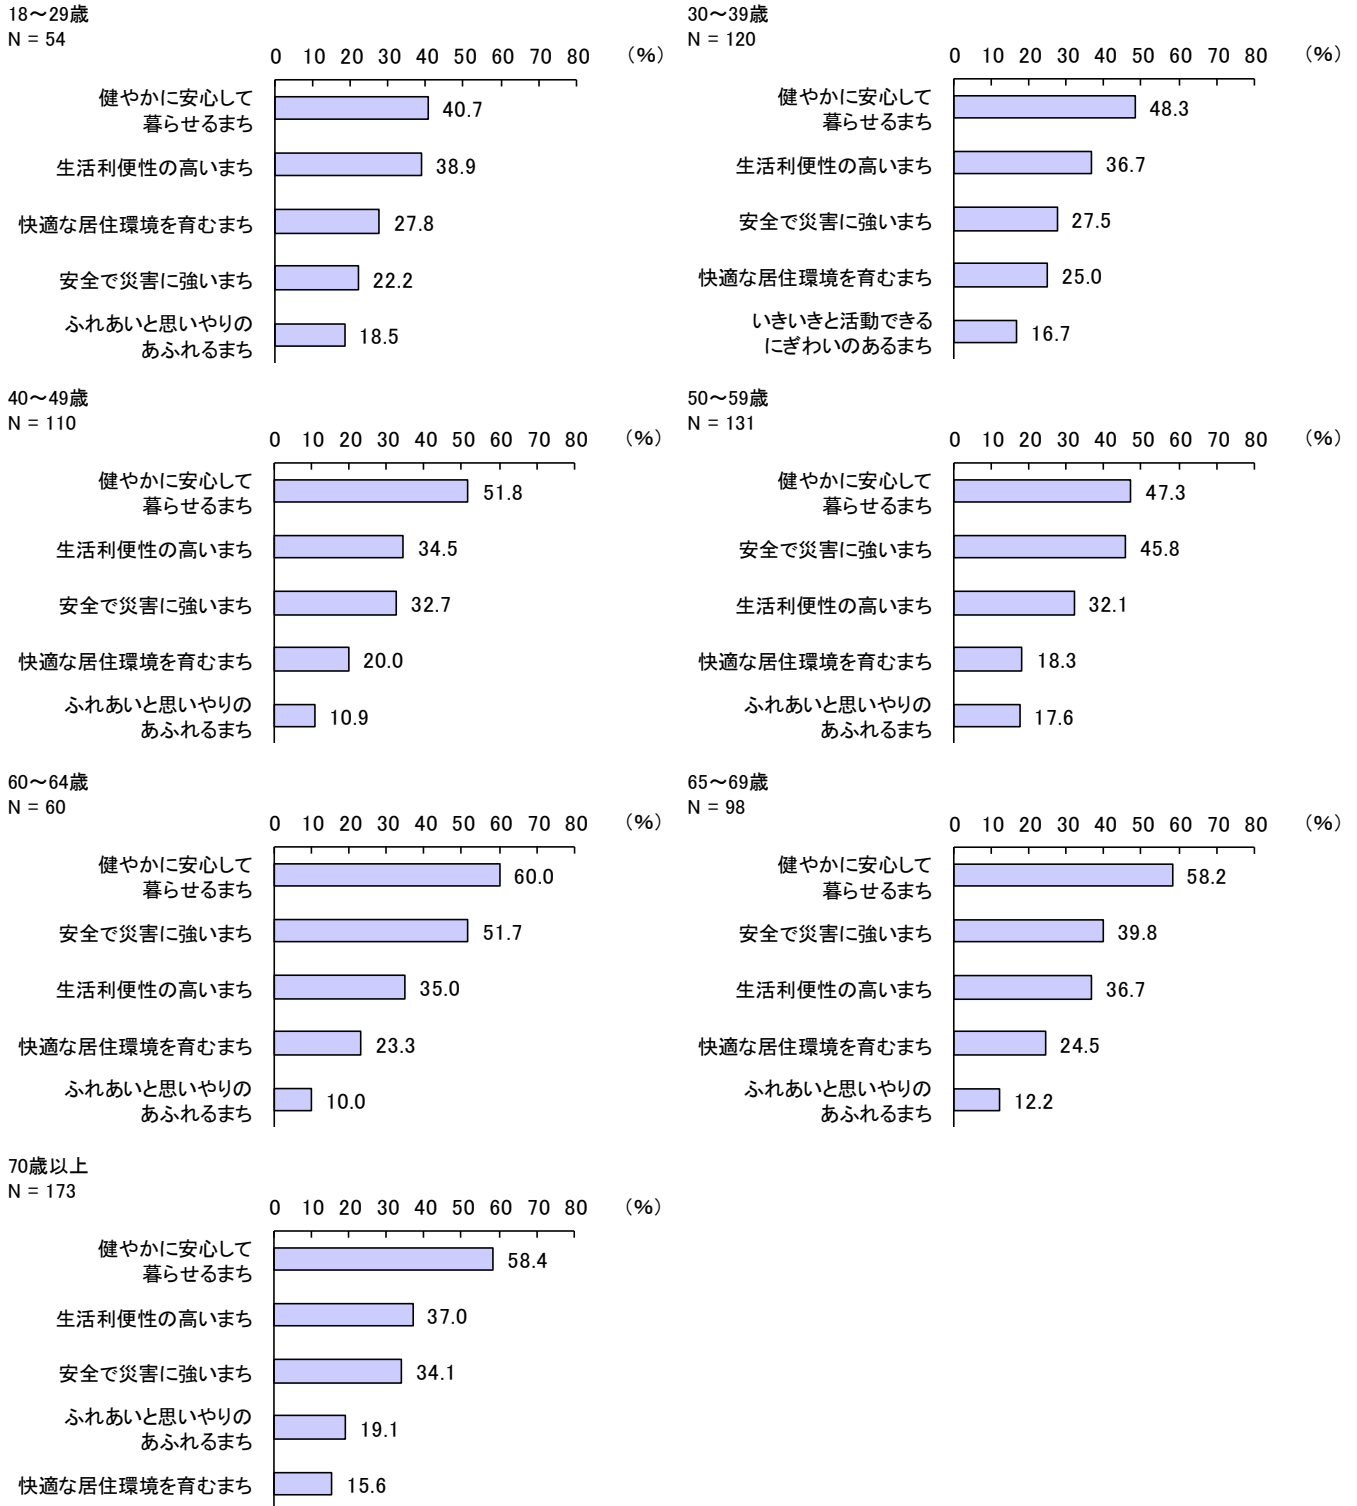 18～29歳
N = 54
0 10 20 30 40 50 60 70 80 （%）
健やかに安心して
暮らせるまち
40.7
生活利便性の高いまち
38.9
快適な居住環境を育むまち
27.8
安全で災害に強いまち
22.2
ふれあいと思いやりの
あふれるまち
18.5
30～39歳
N = 120
0 10 20 30 40 50 60 70 80 （%）
健やかに安心して
暮らせるまち
48.3
生活利便性の高いまち
36.7
安全で災害に強いまち
27.5
快適な居住環境を育むまち
25.0
いきいきと活動できる
にぎわいのあるまち
16.7
40～49歳
N = 110
0 10 20 30 40 50 60 70 80 （%）
健やかに安心して
暮らせるまち
51.8
生活利便性の高いまち
34.5
安全で災害に強いまち
32.7
快適な居住環境を育むまち
20.0
ふれあいと思いやりの
あふれるまち
10.9
50～59歳
N = 131
0 10 20 30 40 50 60 70 80 （%）
健やかに安心して
暮らせるまち
47.3
安全で災害に強いまち
45.8
生活利便性の高いまち
32.1
快適な居住環境を育むまち
18.3
ふれあいと思いやりの
あふれるまち
17.6
60～64歳
N = 60
0 10 20 30 40 50 60 70 80 （%）
健やかに安心して
暮らせるまち
60.0
安全で災害に強いまち
51.7
生活利便性の高いまち
35.0
快適な居住環境を育むまち
23.3
ふれあいと思いやりの
あふれるまち
10.0
65～69歳
N = 98
0 10 20 30 40 50 60 70 80 （%）
健やかに安心して
暮らせるまち
58.2
安全で災害に強いまち
39.8
生活利便性の高いまち
36.7
快適な居住環境を育むまち
24.5
ふれあいと思いやりの
あふれるまち
12.2
70歳以上
N = 173
0 10 20 30 40 50 60 70 80 （%）
健やかに安心して
暮らせるまち
58.4
生活利便性の高いまち
37.0
安全で災害に強いまち
34.1
ふれあいと思いやりの
あふれるまち
19.1
快適な居住環境を育むまち
15.6